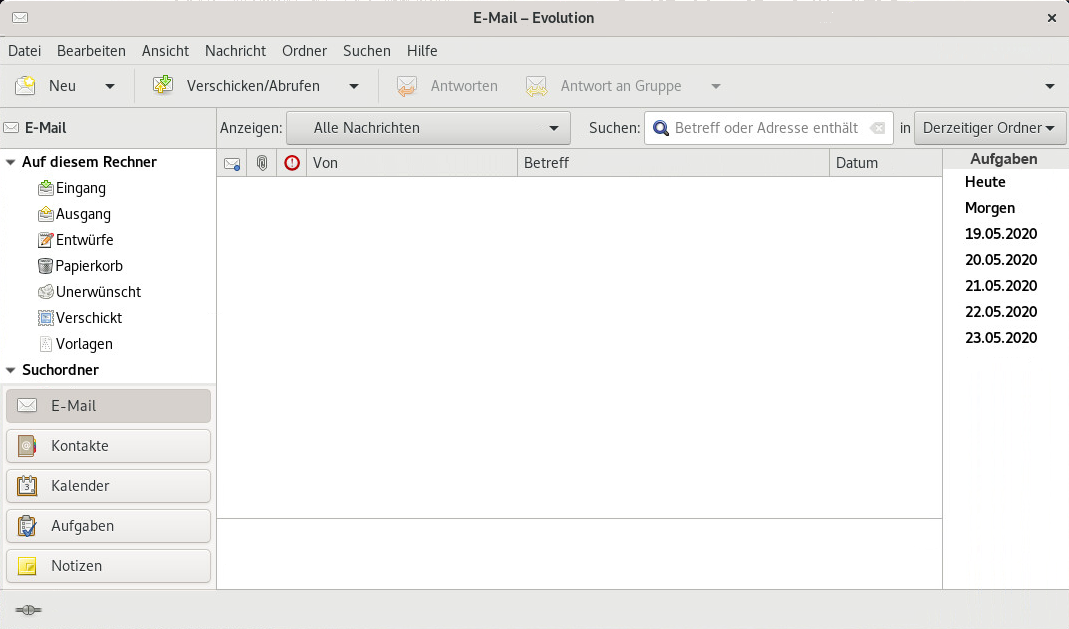 E-Mail – Evolution
Datei Bearbeiten Ansicht Nachricht Ordner Suchen Hilfe
Neu Verschicken/Abrufen Antworten Antwort an Gruppe
E-Mail Anzeigen: Alle Nachrichten Suchen: Betreff oder Adresse enthält in Derzeitiger Ordner
Auf diesem Rechner
Eingang
Ausgang
Entwürfe
Papierkorb
Unerwünscht
Verschickt
Vorlagen
Suchordner
E-Mail
Kontakte
Kalender
Aufgaben
Notizen
Von Betreff Datum
Aufgaben
Heute
Morgen
19.05.2020
20.05.2020
21.05.2020
22.05.2020
23.05.2020